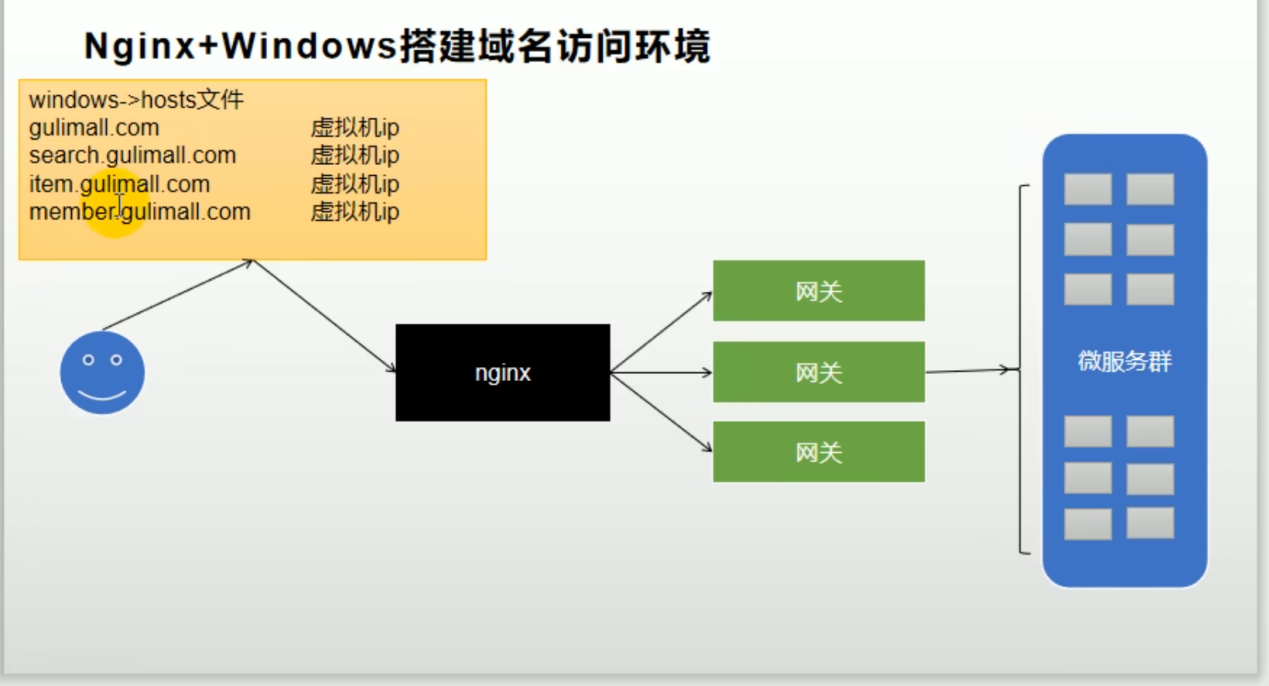 Nginx+Windows搭建域名访问环境
windows->hosts文件
gulimall.com 虚拟机ip
search.gulimall.com 虚拟机ip
item.gulimall.com 虚拟机ip
member.gulimall.com 虚拟机ip
nginx
网关
网关
网关
微服务群